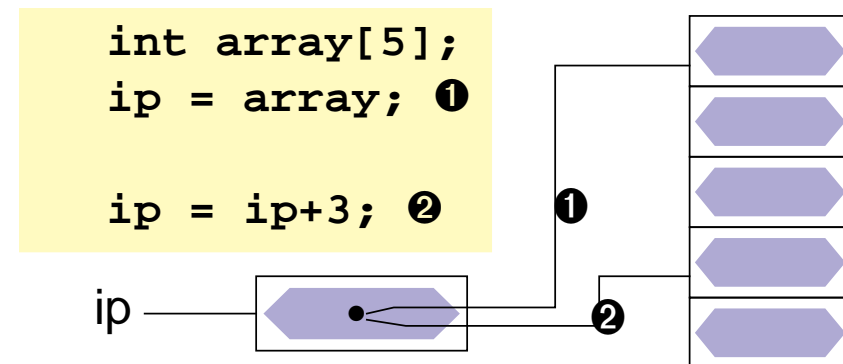 int array[5];
ip = array; ❶
ip = ip+3; ❷
❶
ip
❷